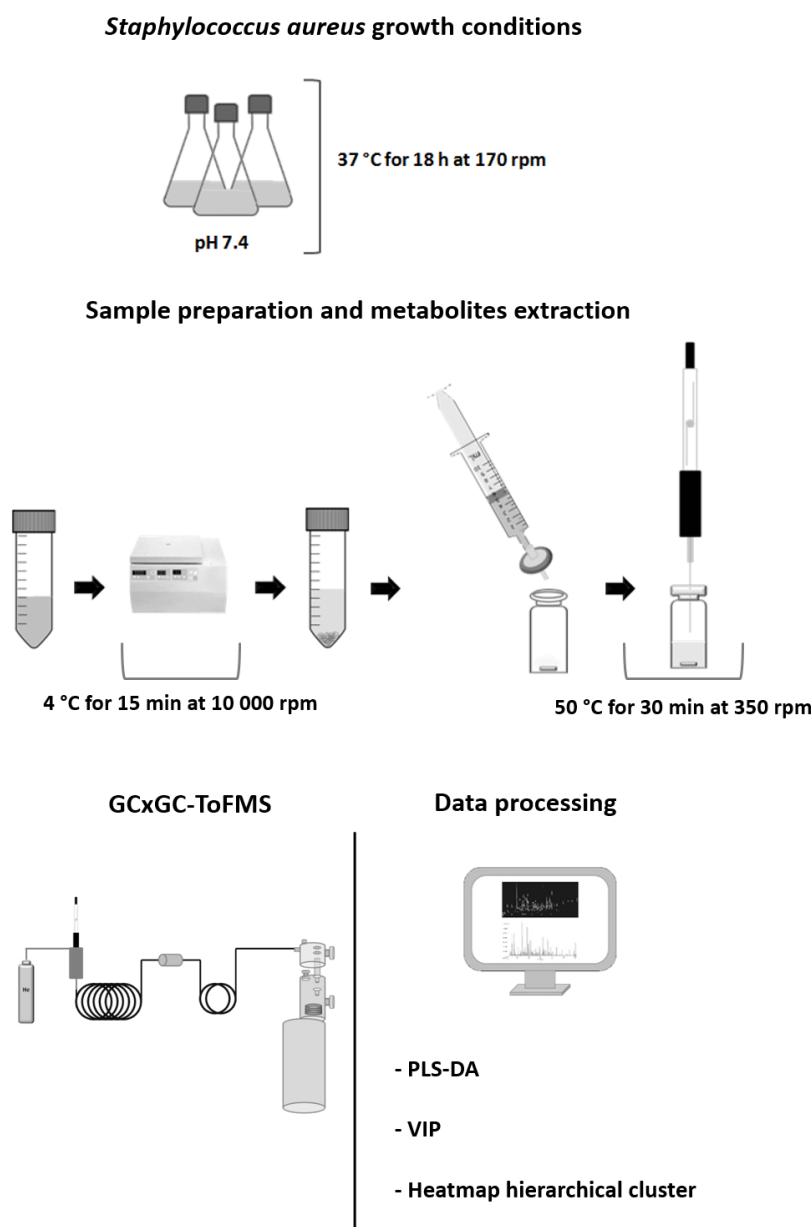 Staphylococcus aureus growth conditions
37 °C for 18 h at 170 rpm
pH 7.4
Sample preparation and metabolites extraction
4 °C for 15 min at 10 000 rpm
50 °C for 30 min at 350 rpm
GCxGC-ToFMS
Data processing
He
- PLS-DA
- VIP
- Heatmap hierarchical cluster